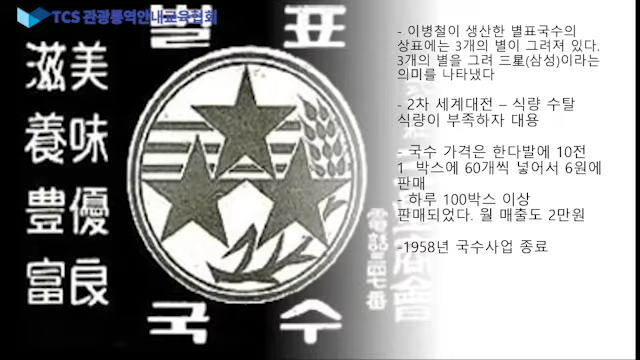 TCS 관광통역안내교육협회
별 표
滋 美
養 味
豊 優
富 良
국 수
商會
- 이병철이 생산한 별표국수의
상표에는 3개의 별이 그려져 있다.
3개의 별을 그려 三星(삼성)이라는
의미를 나타냈다
- 2차 세계대전 – 식량 수탈
식량이 부족하자 대용
- 국수 가격은 한다발에 10전
1 박스에 60개씩 넣어서 6원에
판매
- 하루 100박스 이상
판매되었다. 월 매출도 2만원
-1958년 국수사업 종료